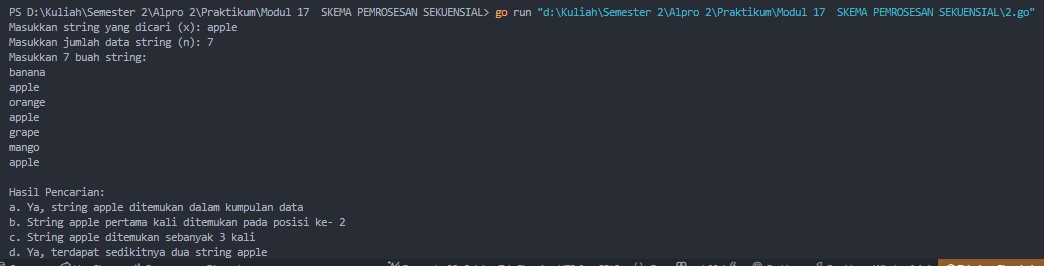 PS D:\Kuliah\Semester 2\Alpro 2\Praktikum\Modul 17  SKEMA PEMROSESAN SEKUENSIAL> go run "d:\Kuliah\Semester 2\Alpro 2\Praktikum\Modul 17  SKEMA PEMROSESAN SEKUENSIAL\2.go"
Masukkan string yang dicari (x): apple
Masukkan jumlah data string (n): 7
Masukkan 7 buah string:
banana
apple
orange
apple
grape
mango
apple
Hasil Pencarian:
a. Ya, string apple ditemukan dalam kumpulan data
b. String apple pertama kali ditemukan pada posisi ke- 2
c. String apple ditemukan sebanyak 3 kali
d. Ya, terdapat sedikitnya dua string apple